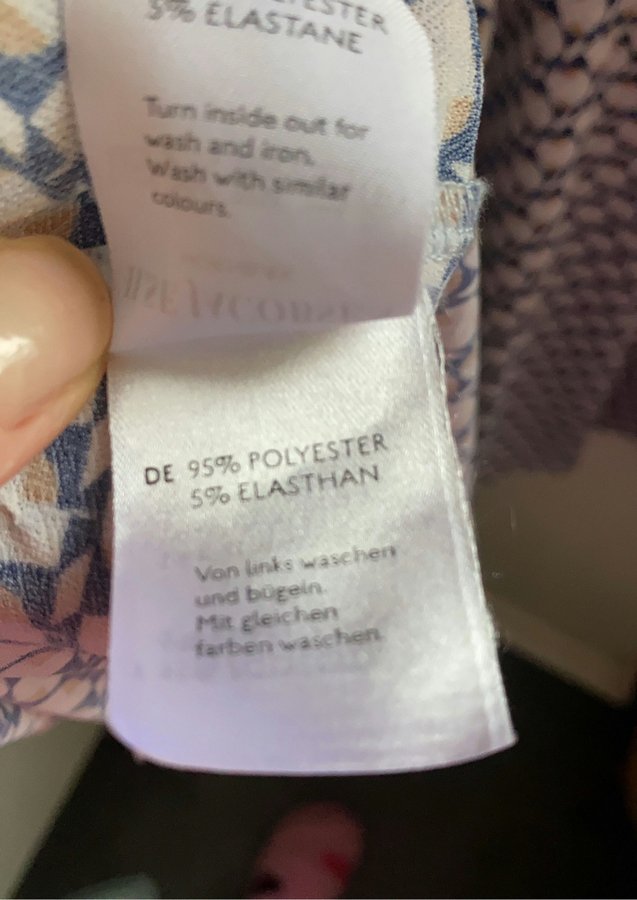 5% ELASTANE
Turn inside out for
wash and iron.
Wash with similar
colours.
DE 95% POLYESTER
5% ELASTHAN
Von links waschen
und bügeln.
Mit gleichen
farben waschen.